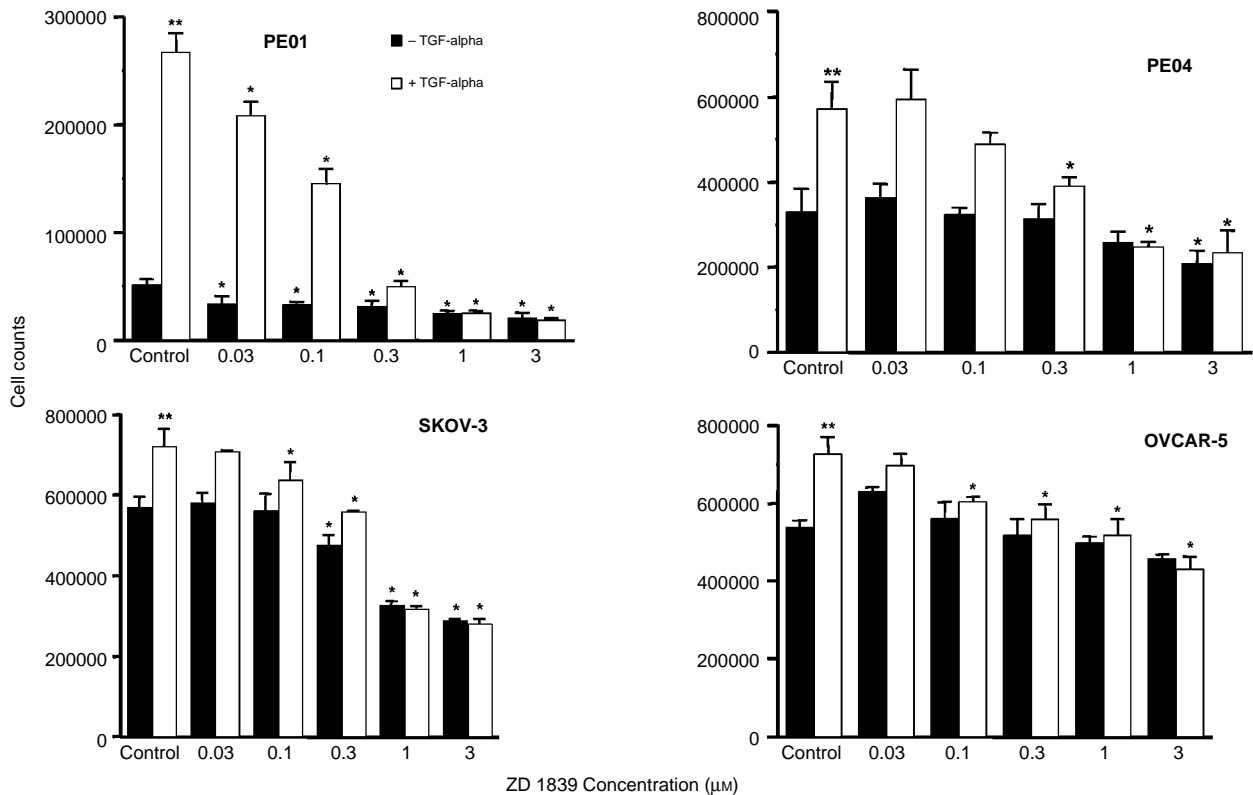 Cell counts
PE01
– TGF-alpha
+ TGF-alpha
300000
200000
100000
0
** * * * * * * * * * *
Control 0.03 0.1 0.3 1 3
PE04
800000
600000
400000
200000
0
** * * * *
Control 0.03 0.1 0.3 1 3
SKOV-3
800000
600000
400000
200000
0
** * * * * * * *
Control 0.03 0.1 0.3 1 3
OVCAR-5
800000
600000
400000
200000
0
** * * * *
Control 0.03 0.1 0.3 1 3
ZD 1839 Concentration (μM)